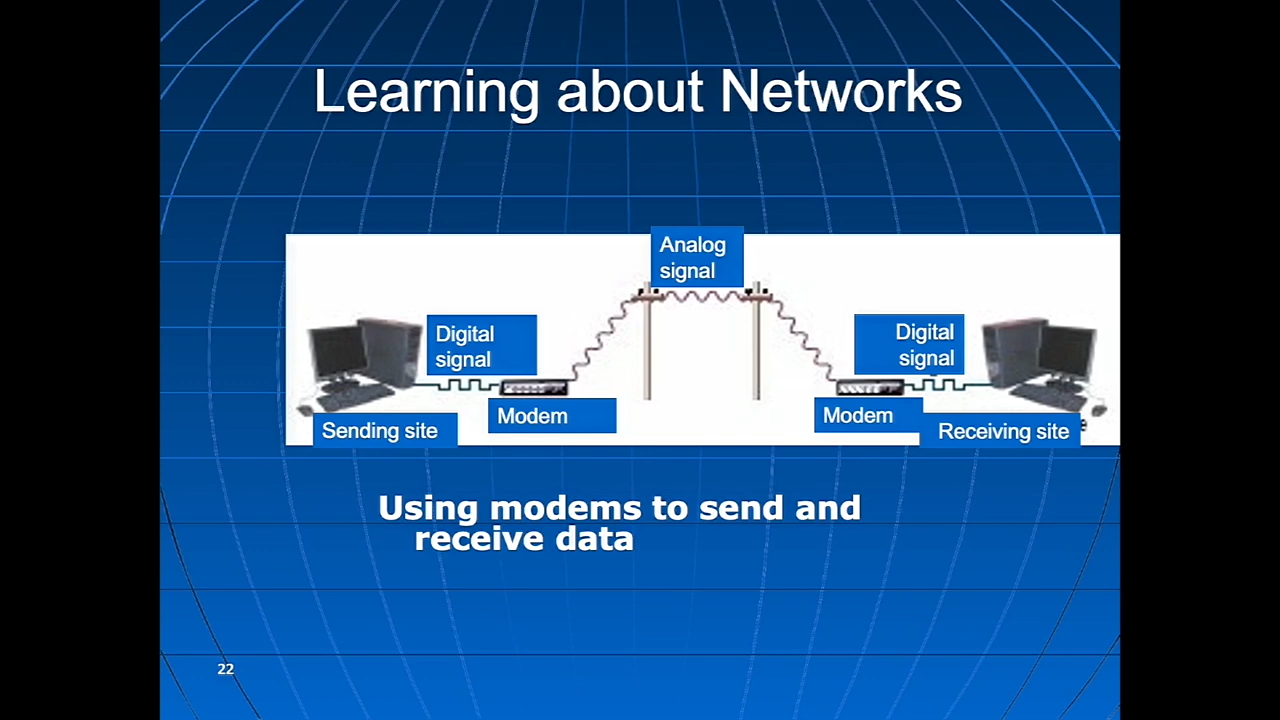 Learning about Networks
Analog
signal
Digital
signal
Digital
signal
Modem
Modem
Sending site
Receiving site
Using modems to send and
receive data
22